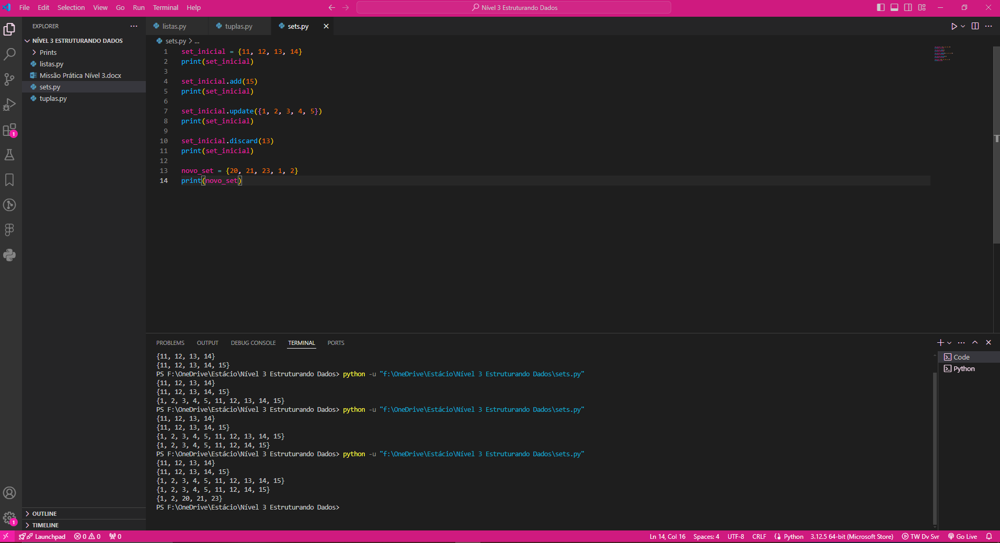 File Edit Selection View Go Run Terminal Help
Nível 3 Estruturando Dados
EXPLORER
NÍVEL 3 ESTRUTURANDO DADOS
Prints
listas.py
Missão Prática Nível 3.docx
sets.py
tuplas.py
OUTLINE
TIMELINE
1
1
listas.py tuplas.py sets.py
sets.py > ...
1 set_inicial = {11, 12, 13, 14}
2 print(set_inicial)
3
4 set_inicial.add(15)
5 print(set_inicial)
6
7 set_inicial.update({1, 2, 3, 4, 5})
8 print(set_inicial)
9
10 set_inicial.discard(13)
11 print(set_inicial)
12
13 novo_set = {20, 21, 23, 1, 2}
14 print(novo_set)
PROBLEMS OUTPUT DEBUG CONSOLE TERMINAL PORTS
{11, 12, 13, 14}
{11, 12, 13, 14, 15}
PS F:\OneDrive\Estácio\Nível 3 Estruturando Dados> python -u "f:\OneDrive\Estácio\Nível 3 Estruturando Dados\sets.py"
{11, 12, 13, 14}
{11, 12, 13, 14, 15}
{1, 2, 3, 4, 5, 11, 12, 13, 14, 15}
PS F:\OneDrive\Estácio\Nível 3 Estruturando Dados> python -u "f:\OneDrive\Estácio\Nível 3 Estruturando Dados\sets.py"
{11, 12, 13, 14}
{11, 12, 13, 14, 15}
{1, 2, 3, 4, 5, 11, 12, 13, 14, 15}
{1, 2, 3, 4, 5, 11, 12, 14, 15}
PS F:\OneDrive\Estácio\Nível 3 Estruturando Dados> python -u "f:\OneDrive\Estácio\Nível 3 Estruturando Dados\sets.py"
{11, 12, 13, 14}
{11, 12, 13, 14, 15}
{1, 2, 3, 4, 5, 11, 12, 13, 14, 15}
{1, 2, 3, 4, 5, 11, 12, 14, 15}
{1, 2, 20, 21, 23}
PS F:\OneDrive\Estácio\Nível 3 Estruturando Dados>
Code
Python
Launchpad 0 0 0
Ln 14, Col 16 Spaces: 4 UTF-8 CRLF Python 3.12.5 64-bit (Microsoft Store) TW Dv Svr Go Live